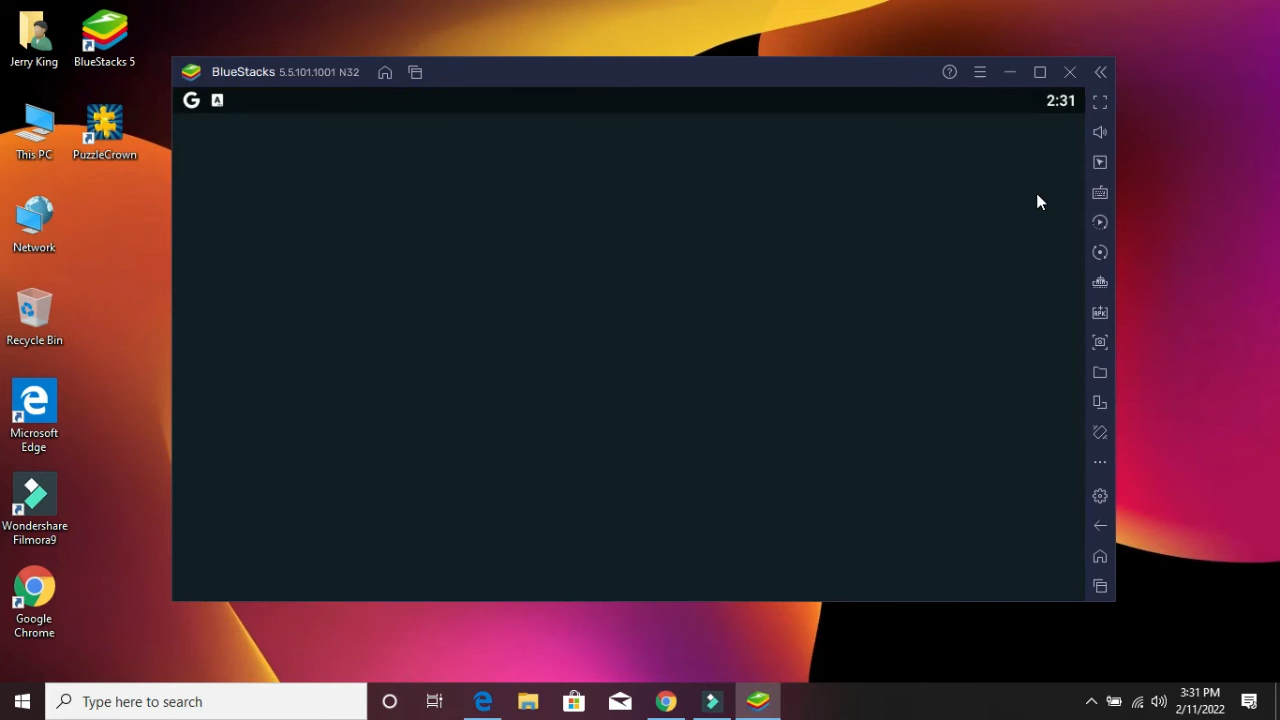 Jerry King
BlueStacks 5
This PC
PuzzleCrown
Network
Recycle Bin
Microsoft
Edge
Wondershare
Filmora9
Google
Chrome
BlueStacks 5.5.101.1001 N32
G A 2:31
APK
Type here to search
3:31 PM
2/11/2022